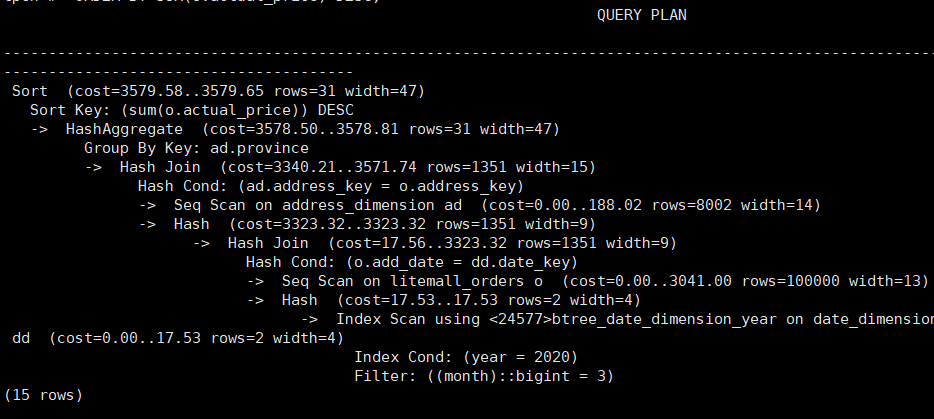 tpch-#  ORDER BY SUM(o.actual_price) DESC;
QUERY PLAN
----------------------------------------------------------------------------------------------------------
---------------------------------------
Sort  (cost=3579.58..3579.65 rows=31 width=47)
Sort Key: (sum(o.actual_price)) DESC
->  HashAggregate  (cost=3578.50..3578.81 rows=31 width=47)
Group By Key: ad.province
->  Hash Join  (cost=3340.21..3571.74 rows=1351 width=15)
Hash Cond: (ad.address_key = o.address_key)
->  Seq Scan on address_dimension ad  (cost=0.00..188.02 rows=8002 width=14)
->  Hash  (cost=3323.32..3323.32 rows=1351 width=9)
->  Hash Join  (cost=17.56..3323.32 rows=1351 width=9)
Hash Cond: (o.add_date = dd.date_key)
->  Seq Scan on litemall_orders o  (cost=0.00..3041.00 rows=100000 width=13)
->  Hash  (cost=17.53..17.53 rows=2 width=4)
->  Index Scan using <24577>btree_date_dimension_year on date_dimension
dd  (cost=0.00..17.53 rows=2 width=4)
Index Cond: (year = 2020)
Filter: ((month)::bigint = 3)
(15 rows)